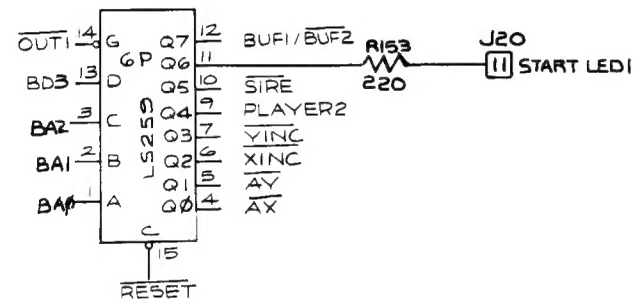 OUT1 14 G Q7 12 BUF1/BUF2
6P Q6 11 R153 220 J20 11 START LED1
BD3 13 D Q5 10 SIRE
LS259
Q4 9 PLAYER2
BA2 3 C Q3 7 YINC
BA1 2 B Q2 6 XINC
Q1 5 AY
BA0 1 A Q0 4 AX
C
15
RESET